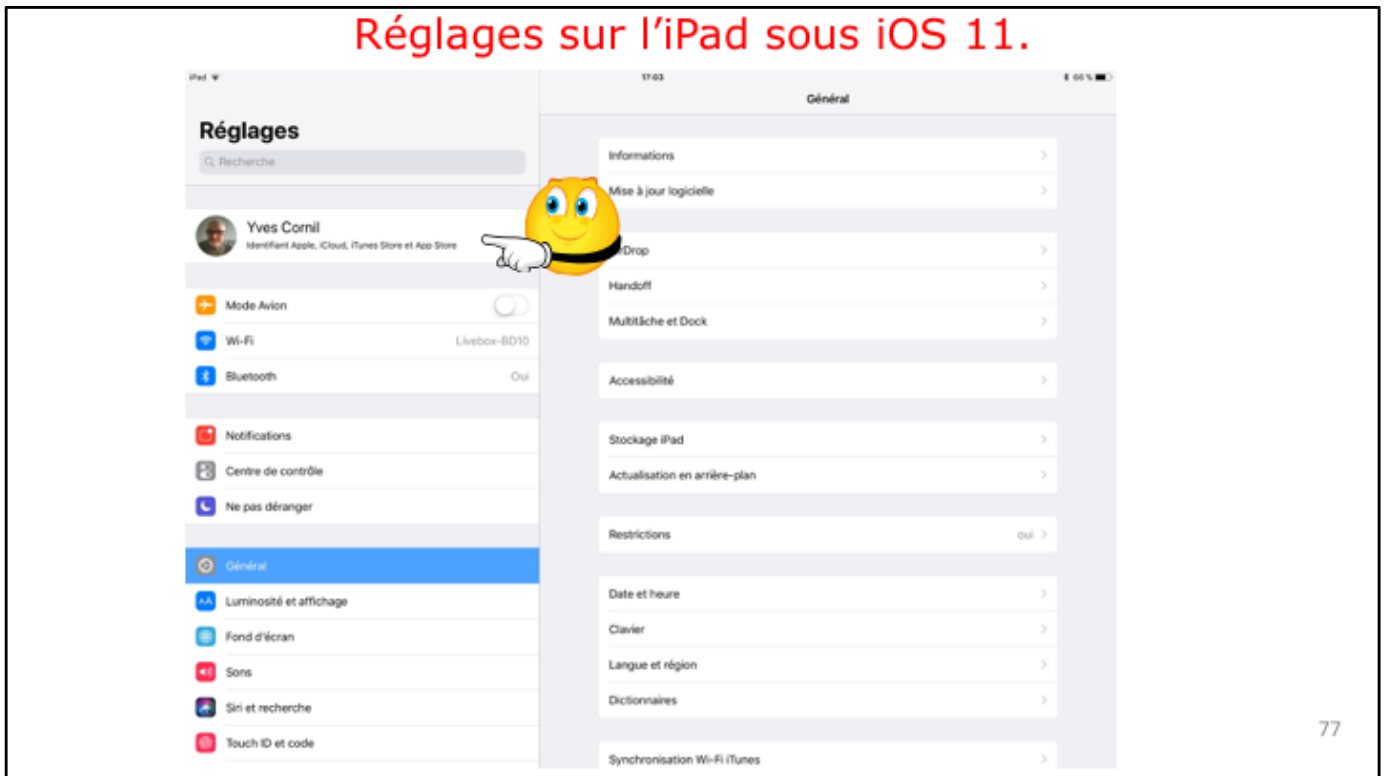 Réglages sur l'iPad sous iOS 11.
iPad
17:03
66 %
Réglages
Recherche
Yves Cornil
Identifiant Apple, iCloud, iTunes Store et App Store
Mode Avion
Wi-Fi
Livebox-BD10
Bluetooth
Oui
Notifications
Centre de contrôle
Ne pas déranger
Général
Luminosité et affichage
Fond d'écran
Sons
Siri et recherche
Touch ID et code
Général
Informations
Mise à jour logicielle
irDrop
Handoff
Multitâche et Dock
Accessibilité
Stockage iPad
Actualisation en arrière-plan
Restrictions
oui
Date et heure
Clavier
Langue et région
Dictionnaires
Synchronisation Wi-Fi iTunes
77